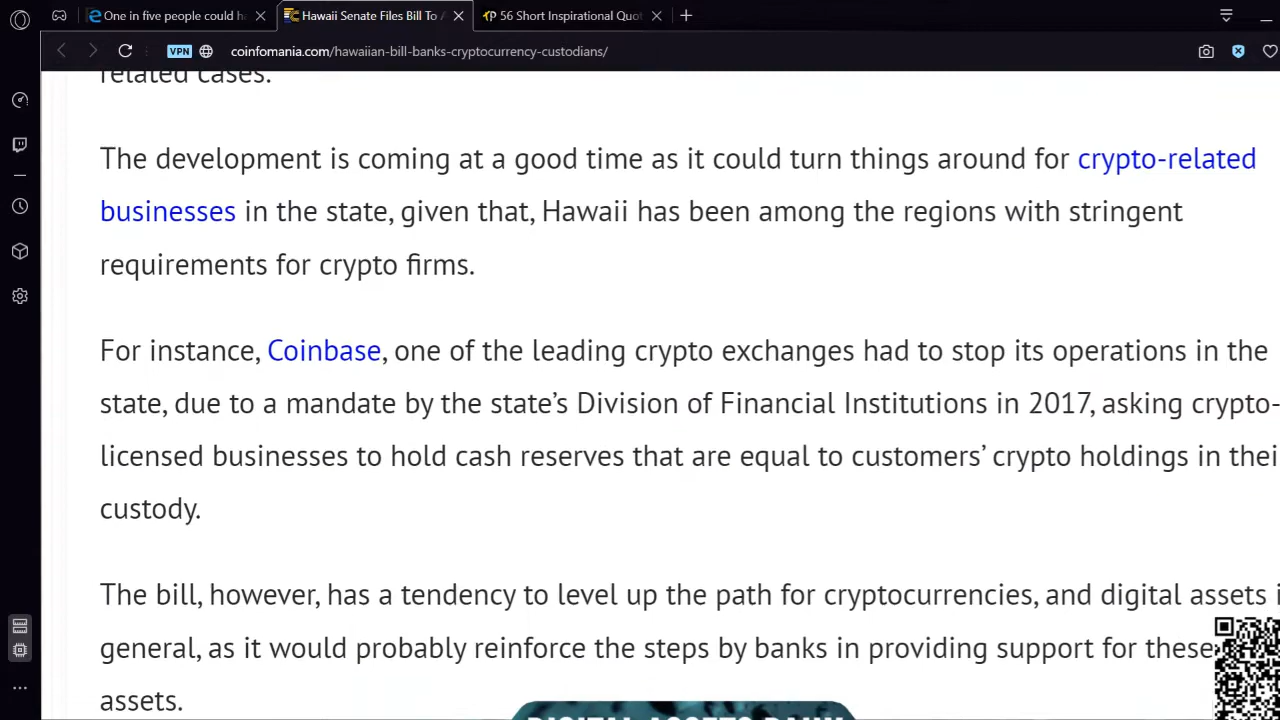 One in five people could ha
Hawaii Senate Files Bill To A
56 Short Inspirational Quot
VPN
coinfomania.com/hawaiian-bill-banks-cryptocurrency-custodians/
related cases.
The development is coming at a good time as it could turn things around for crypto-related
businesses in the state, given that, Hawaii has been among the regions with stringent
requirements for crypto firms.
For instance, Coinbase, one of the leading crypto exchanges had to stop its operations in the
state, due to a mandate by the state’s Division of Financial Institutions in 2017, asking crypto-
licensed businesses to hold cash reserves that are equal to customers’ crypto holdings in thei
custody.
The bill, however, has a tendency to level up the path for cryptocurrencies, and digital assets i
general, as it would probably reinforce the steps by banks in providing support for these
assets.
DIGITAL ASSETS DAILY